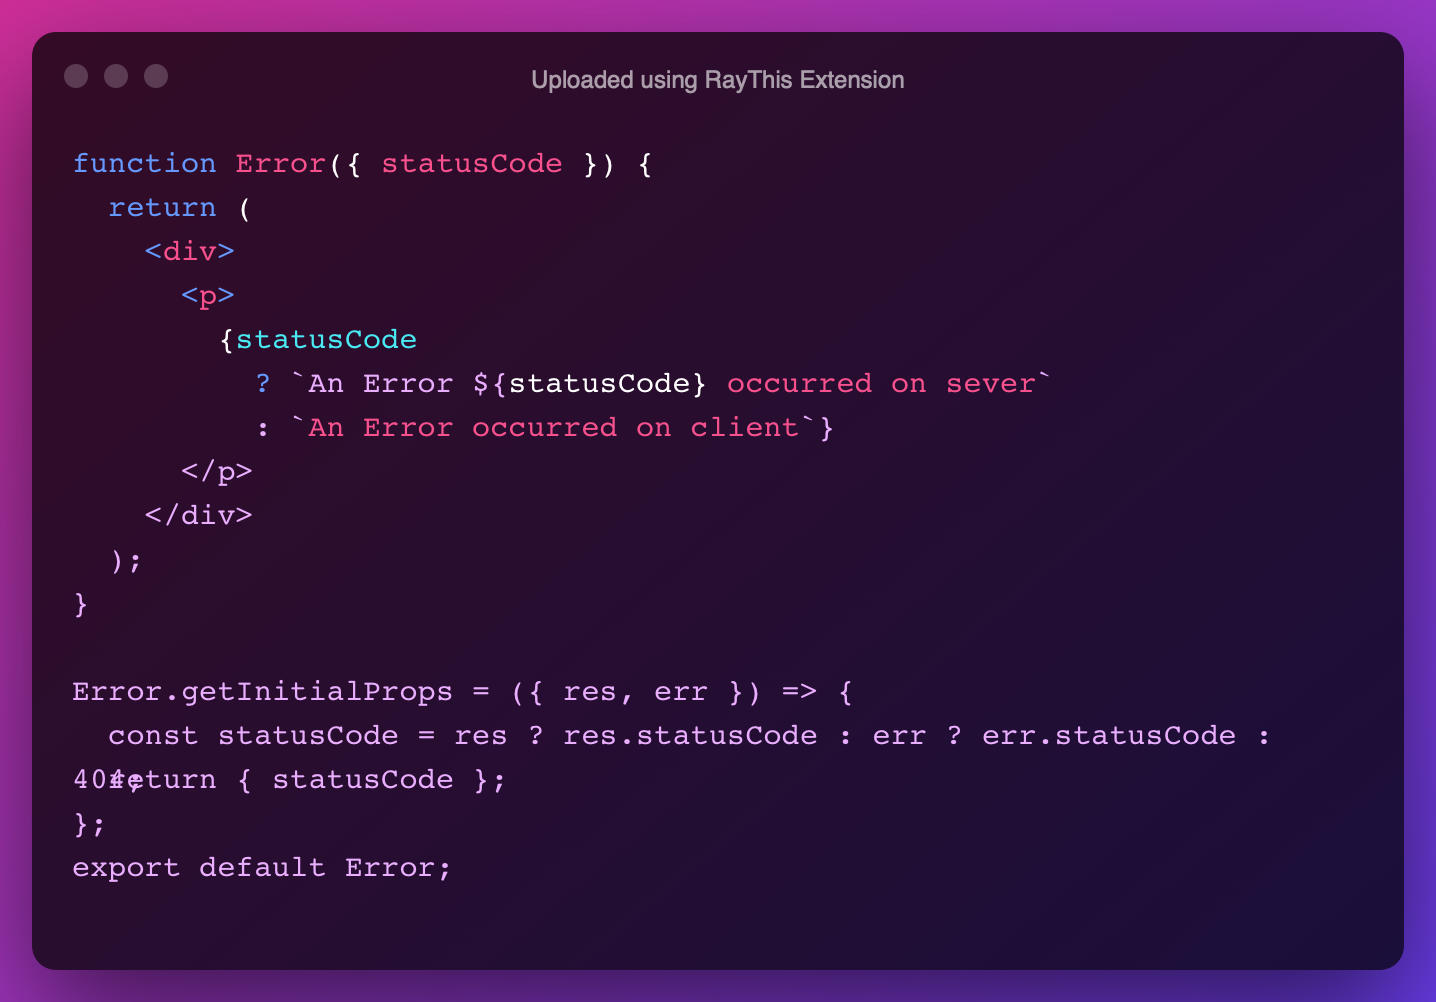 Uploaded using RayThis Extension
function Error({ statusCode }) {
  return (
    <div>
      <p>
        {statusCode
          ? `An Error ${statusCode} occurred on sever`
          : `An Error occurred on client`}
      </p>
    </div>
  );
}

Error.getInitialProps = ({ res, err }) => {
  const statusCode = res ? res.statusCode : err ? err.statusCode :
404;
  return { statusCode };
};
export default Error;